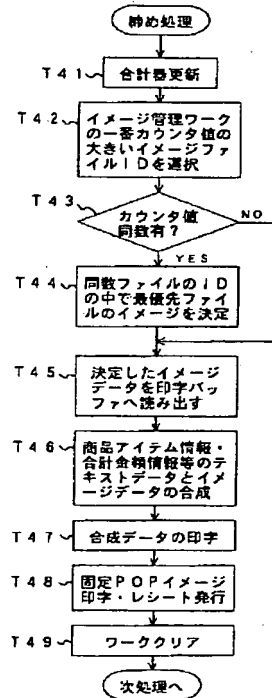 締め処理
T41
合計器更新
T42
イメージ管理ワーク
の一番カウンタ値の
大きいイメージファ
イルIDを選択
T43
カウンタ値
同数有?
NO
YES
T44
同数ファイルのID
の中で最優先ファイ
ルのイメージを決定
T45
決定したイメージ
データを印字バッ
ファへ読み出す
T46
商品アイテム情報・
合計金額情報等のテ
キストデータとイメ
ージデータの合成
T47
合成データの印字
T48
固定POPイメージ
印字・レシート発行
T49
ワーククリア
次処理へ